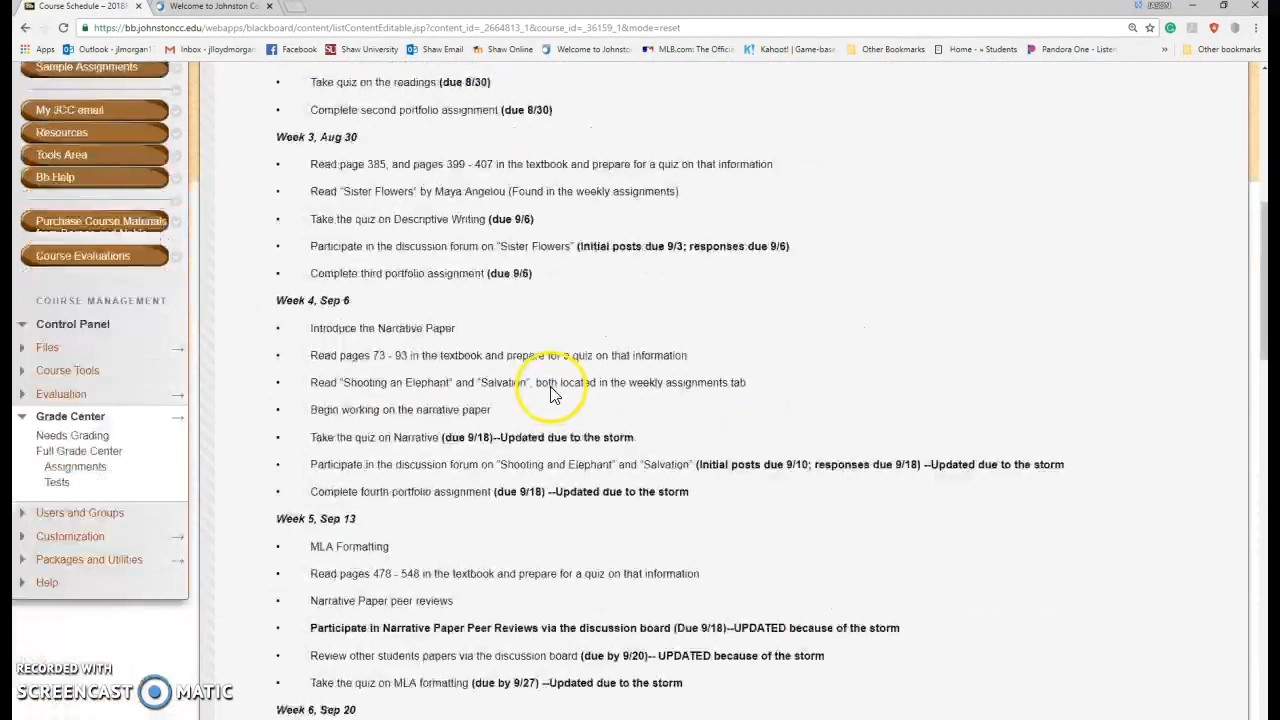 Course Schedule – 2018
Welcome to Johnston Co
JASON
https://bb.johnstoncc.edu/webapps/blackboard/content/listContentEditable.jsp?content_id=_2664813_1&course_id=_36159_1&mode=reset
Apps Outlook - jlmorgan1 Inbox - jlloydmorgan Facebook Shaw University Shaw Email Shaw Online Welcome to Johnston MLB.com: The Offici Kahoot! | Game-base Other Bookmarks Home - » Students Pandora One - Listen » Other bookmarks
Sample Assignments
My JCC email
Resources
Tools Area
Bb Help
Purchase Course Materials
from Barnes and Noble
Course Evaluations
COURSE MANAGEMENT
Control Panel
Files
Course Tools
Evaluation
Grade Center
Needs Grading
Full Grade Center
Assignments
Tests
Users and Groups
Customization
Packages and Utilities
Help
• Take quiz on the readings (due 8/30)
• Complete second portfolio assignment (due 8/30)
Week 3, Aug 30
• Read page 385, and pages 399 - 407 in the textbook and prepare for a quiz on that information
• Read "Sister Flowers" by Maya Angelou (Found in the weekly assignments)
• Take the quiz on Descriptive Writing (due 9/6)
• Participate in the discussion forum on "Sister Flowers" (Initial posts due 9/3; responses due 9/6)
• Complete third portfolio assignment (due 9/6)
Week 4, Sep 6
• Introduce the Narrative Paper
• Read pages 73 - 93 in the textbook and prepare for a quiz on that information
• Read "Shooting an Elephant" and "Salvation", both located in the weekly assignments tab
• Begin working on the narrative paper
• Take the quiz on Narrative (due 9/18)--Updated due to the storm
• Participate in the discussion forum on "Shooting and Elephant" and "Salvation" (Initial posts due 9/10; responses due 9/18) --Updated due to the storm
• Complete fourth portfolio assignment (due 9/18) --Updated due to the storm
Week 5, Sep 13
• MLA Formatting
• Read pages 478 - 548 in the textbook and prepare for a quiz on that information
• Narrative Paper peer reviews
• Participate in Narrative Paper Peer Reviews via the discussion board (Due 9/18)--UPDATED because of the storm
• Review other students papers via the discussion board (due by 9/20)-- UPDATED because of the storm
• Take the quiz on MLA formatting (due by 9/27) --Updated due to the storm
Week 6, Sep 20
RECORDED WITH
SCREENCAST MATIC